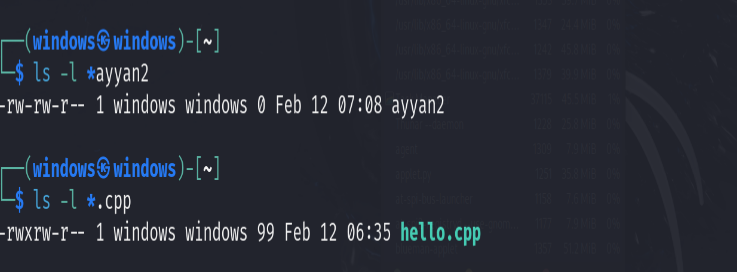 ┌──(windows㉿windows)-[~]
└─$ ls -l *ayyan2
-rw-rw-r-- 1 windows windows 0 Feb 12 07:08 ayyan2
┌──(windows㉿windows)-[~]
└─$ ls -l *.cpp
-rwxrw-r-- 1 windows windows 99 Feb 12 06:35 hello.cpp